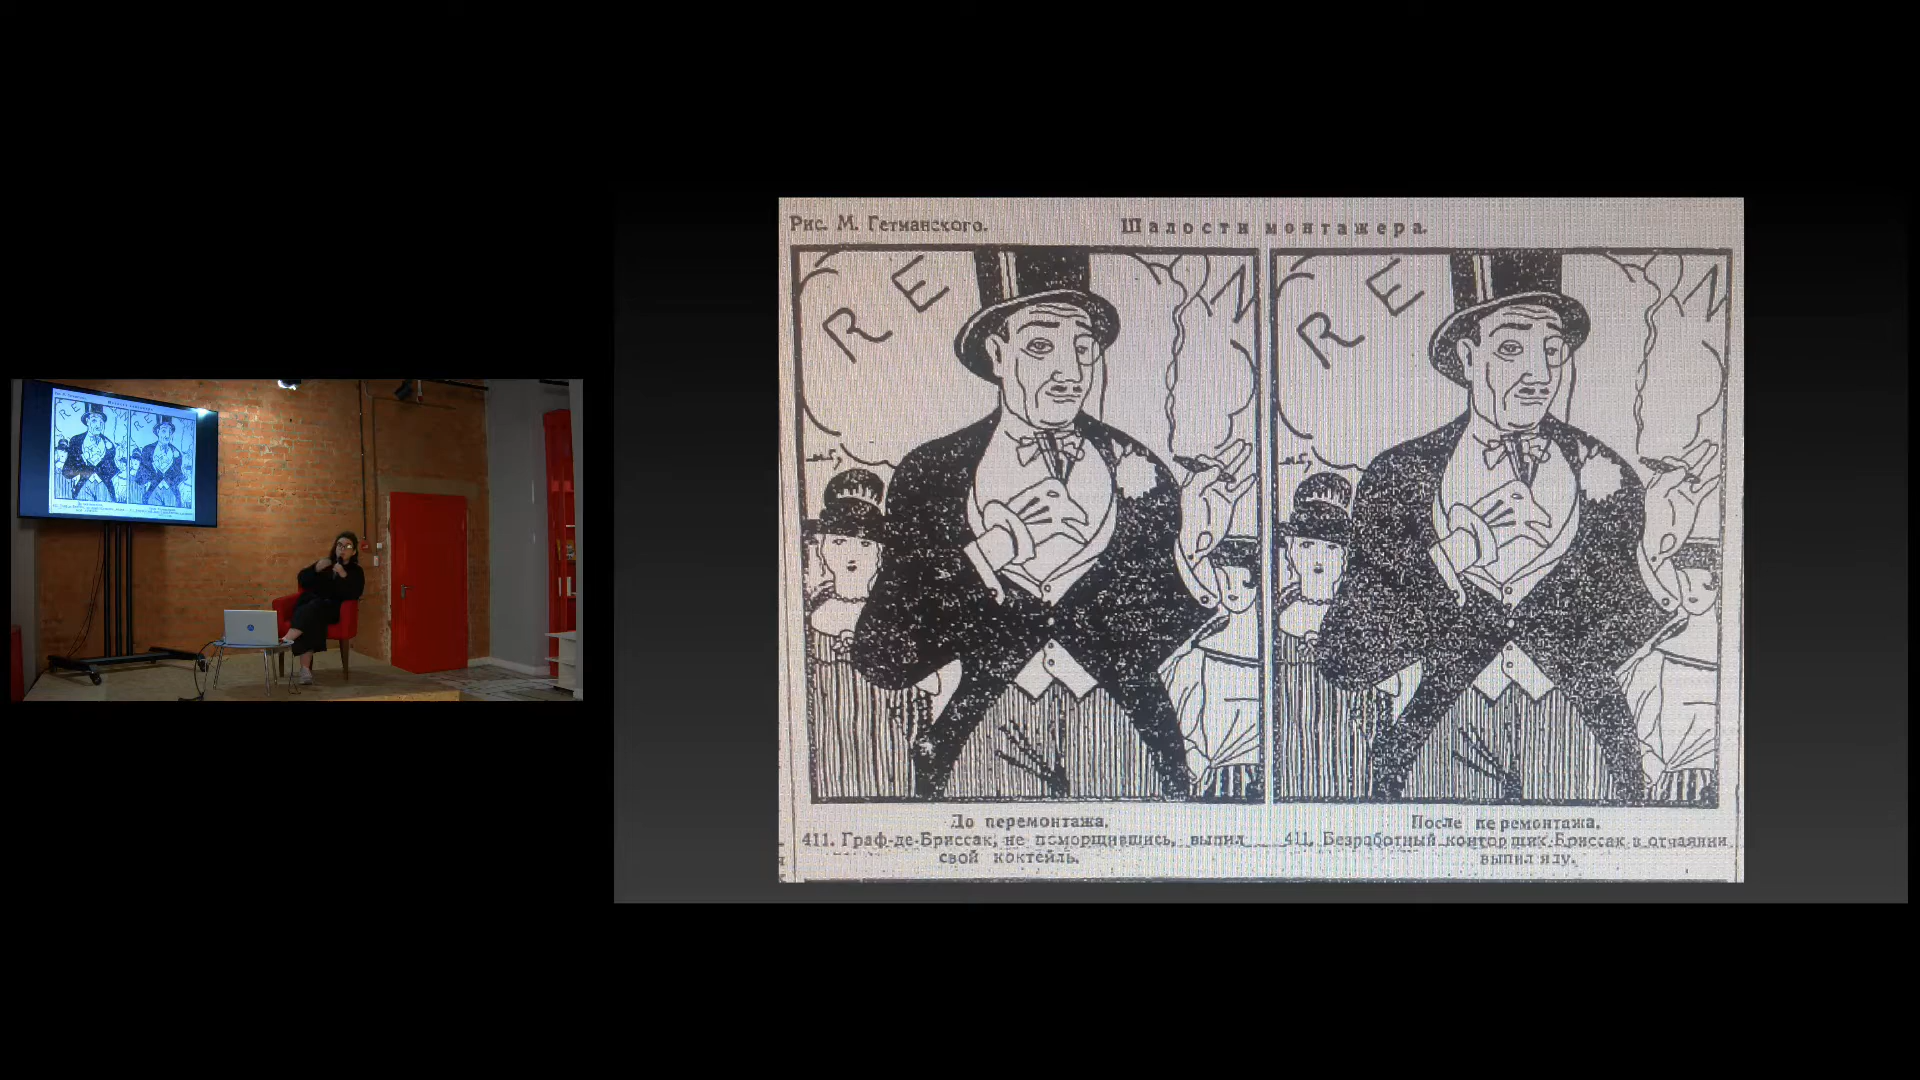 Рис. М. Гетманского.
Шалости монтажера.
R E N
R E N
До перемонтажа.
411. Граф-де-Бриссак, не поморщившись, выпил
свой коктейль.
После перемонтажа.
411. Безработный конторщик Бриссак в отчаянии
выпил яду.